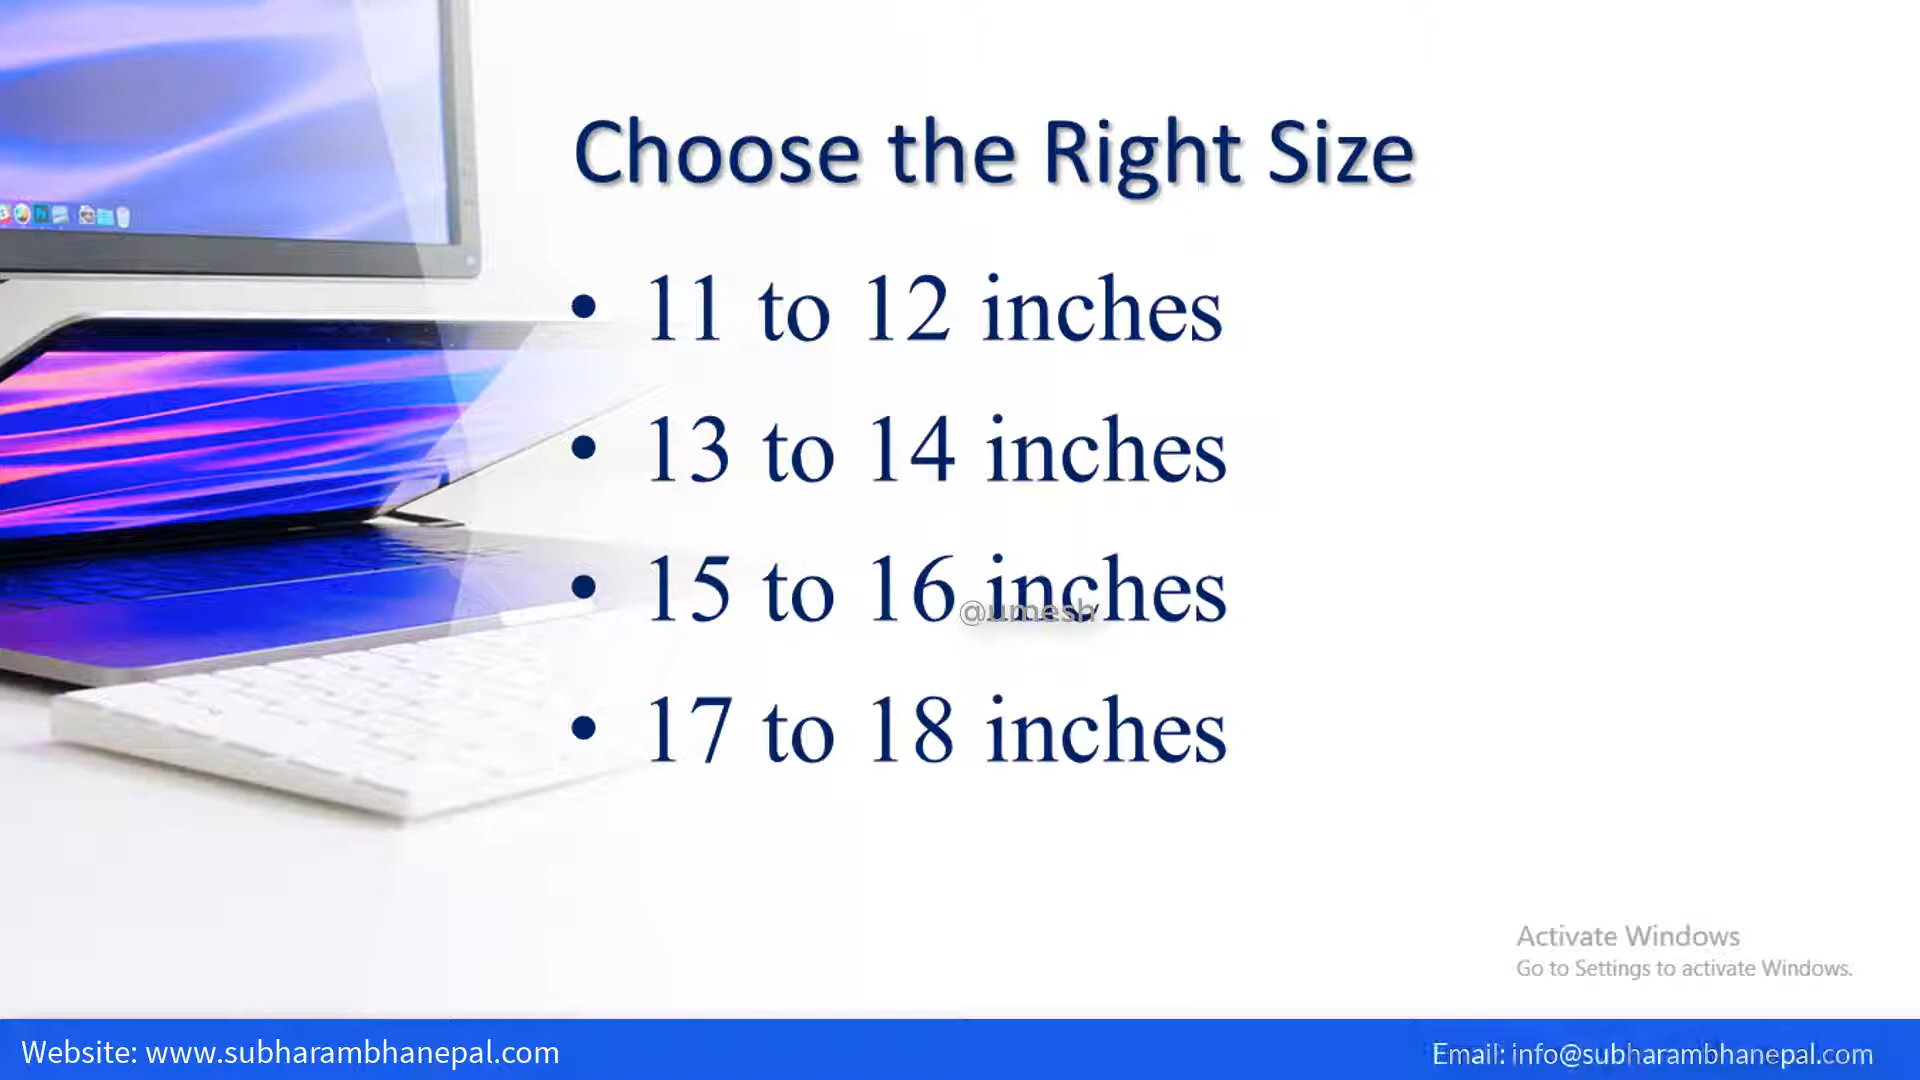 Choose the Right Size
• 11 to 12 inches
• 13 to 14 inches
• 15 to 16 inches
@umesh
• 17 to 18 inches
Activate Windows
Go to Settings to activate Windows.
Website: www.subharambhanepal.com
Email: info@subharambhanepal.com